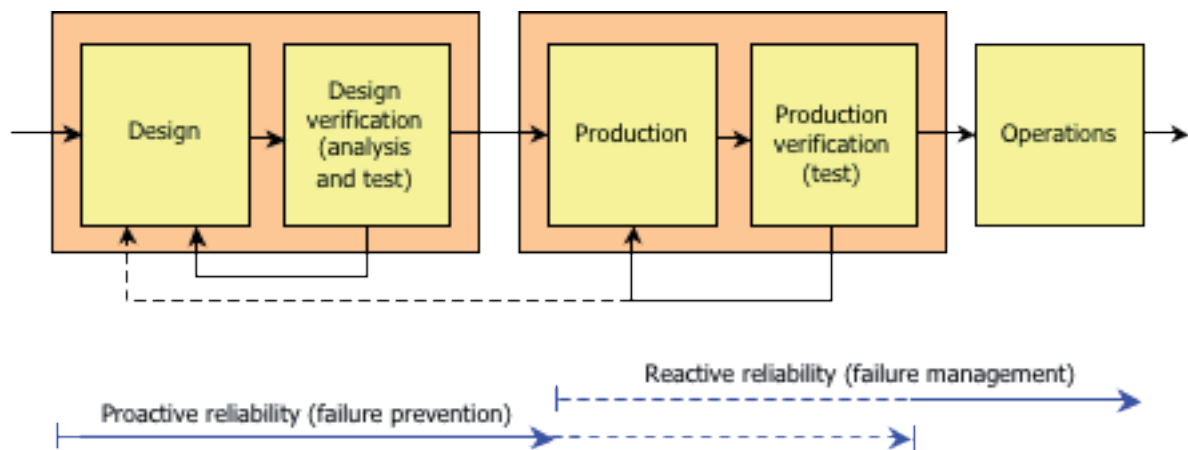 Design
Design
verification
(analysis
and test)
Production
Production
verification
(test)
Operations
Reactive reliability (failure management)
Proactive reliability (failure prevention)